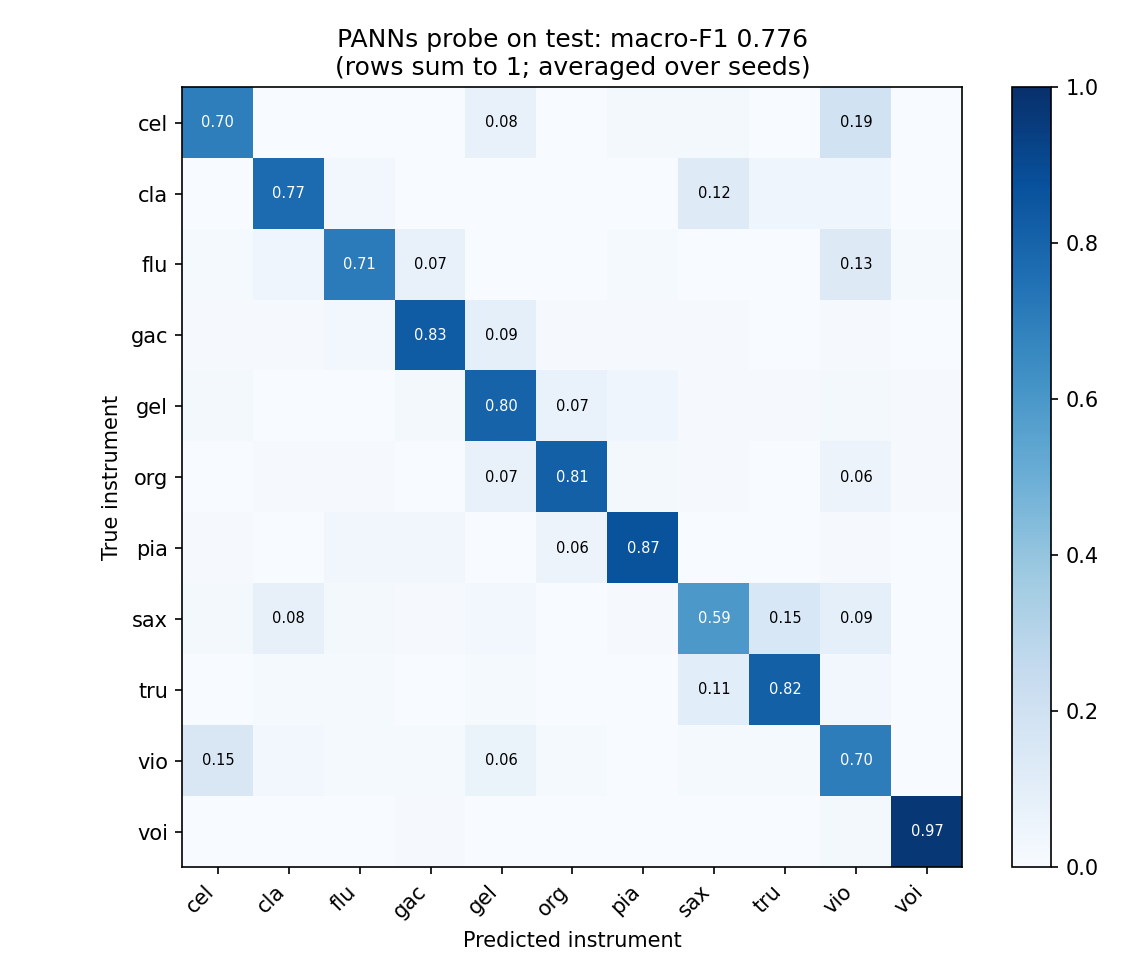 PANNs probe on test: macro-F1 0.776
(rows sum to 1; averaged over seeds)
True instrument
cel 0.70 0.08 0.19
cla 0.77 0.12
flu 0.71 0.07 0.13
gac 0.83 0.09
gel 0.80 0.07
org 0.07 0.81 0.06
pia 0.06 0.87
sax 0.08 0.59 0.15 0.09
tru 0.11 0.82
vio 0.15 0.06 0.70
voi 0.97
cel cla flu gac gel org pia sax tru vio voi
Predicted instrument
1.0
0.8
0.6
0.4
0.2
0.0